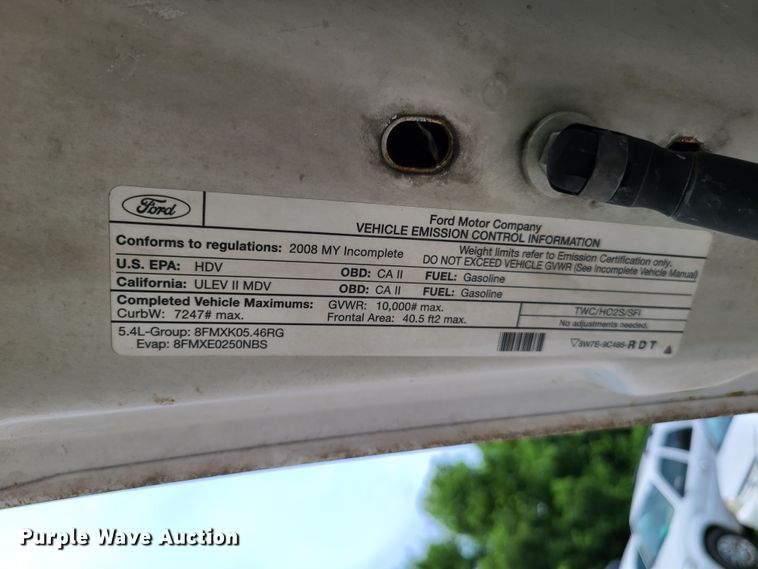 Ford
Ford Motor Company
VEHICLE EMISSION CONTROL INFORMATION
Conforms to regulations: 2008 MY Incomplete
Weight limits refer to Emission Certification only.
DO NOT EXCEED VEHICLE GVWR (See Incomplete Vehicle Manual)
U.S. EPA: HDV OBD: CA II FUEL: Gasoline
California: ULEV II MDV OBD: CA II FUEL: Gasoline
Completed Vehicle Maximums: GVWR: 10,000# max.
CurbW: 7247# max. Frontal Area: 40.5 ft2 max.
TWC/HO2S/SFI
No adjustments needed.
5.4L-Group: 8FMXK05.46RG
Evap: 8FMXE0250NBS
8W7E-9C485-RDT
Purple Wave Auction